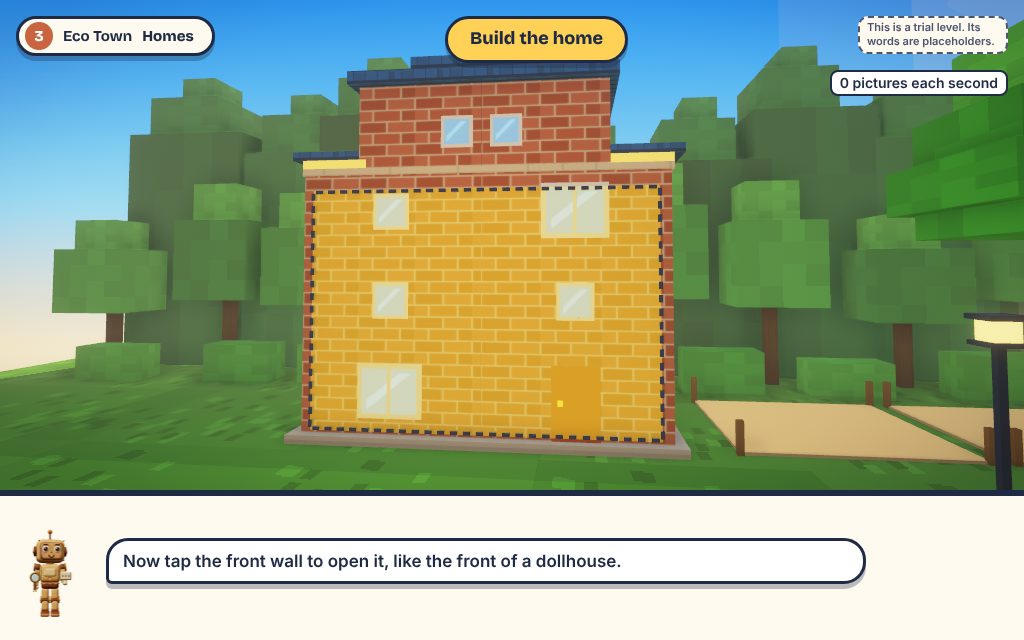 3 Eco Town Homes
Build the home
This is a trial level. Its
words are placeholders.
0 pictures each second
Now tap the front wall to open it, like the front of a dollhouse.